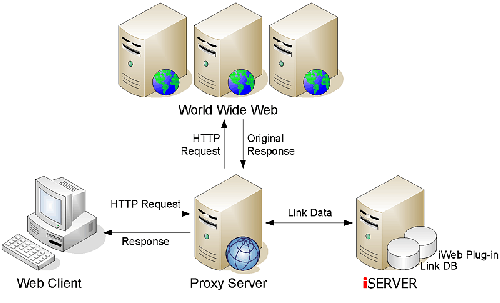 World Wide Web
HTTP
Request
Original
Response
HTTP Request
Link Data
Response
iWeb Plug-in
Link DB
Web Client
Proxy Server
iSERVER